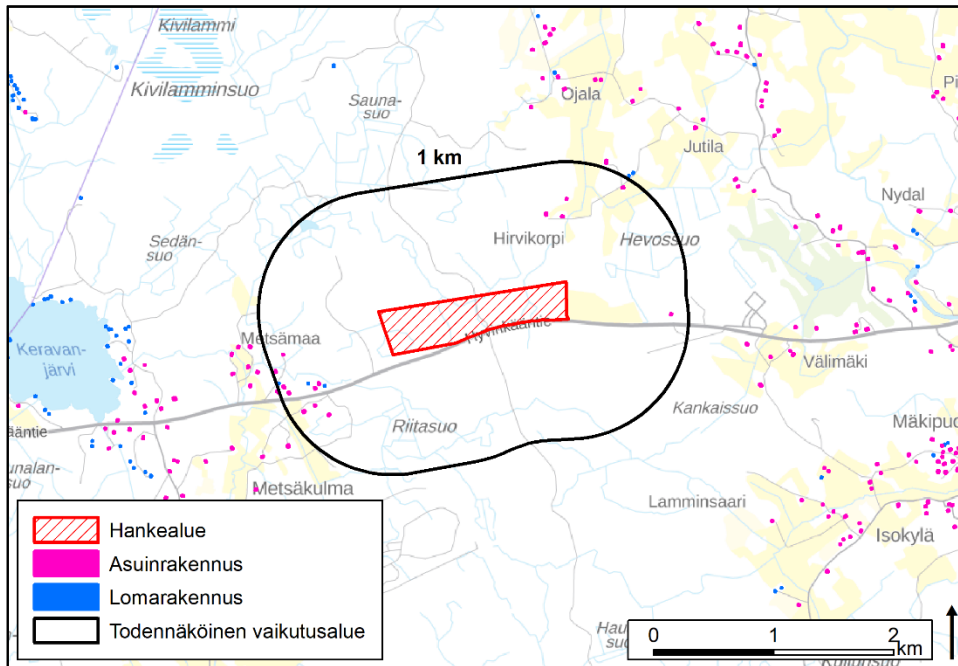 Kivilammi
Kivilamminsuo
Sauna-
suo
Ojala
Jutila
Nydal
1 km
Sedän-
suo
Hirvikorpi
Hevossuo
Hyvinkääntie
Keravan-
järvi
Metsämaa
Välimäki
Riitasuo
Kankaissuo
ääntie
Metsäkulma
Lamminsaari
Isokylä
Hankealue
Asuinrakennus
Lomarakennus
Todennäköinen vaikutusalue
0 1 2
km